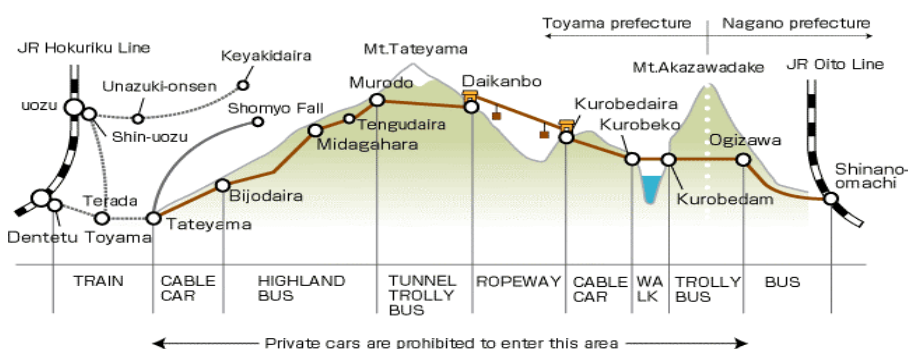 Toyama prefecture
Nagano prefecture
JR Hokuriku Line
Keyakidaira
Mt.Tateyama
Mt.Akazawadake
JR Oito Line
Unazuki-onsen
Murodo
Daikanbo
uozu
Shomyo Fall
Kurobedaira
Shin-uozu
Tengudaira
Kurobeko
Midagahara
Ogizawa
Shinano-
omachi
Terada
Bijodaira
Kurobedam
Dentetu Toyama
Tateyama
TRAIN
CABLE
CAR
HIGHLAND
BUS
TUNNEL
TROLLY
BUS
ROPEWAY
CABLE
CAR
WA
LK
TROLLY
BUS
BUS
Private cars are prohibited to enter this area